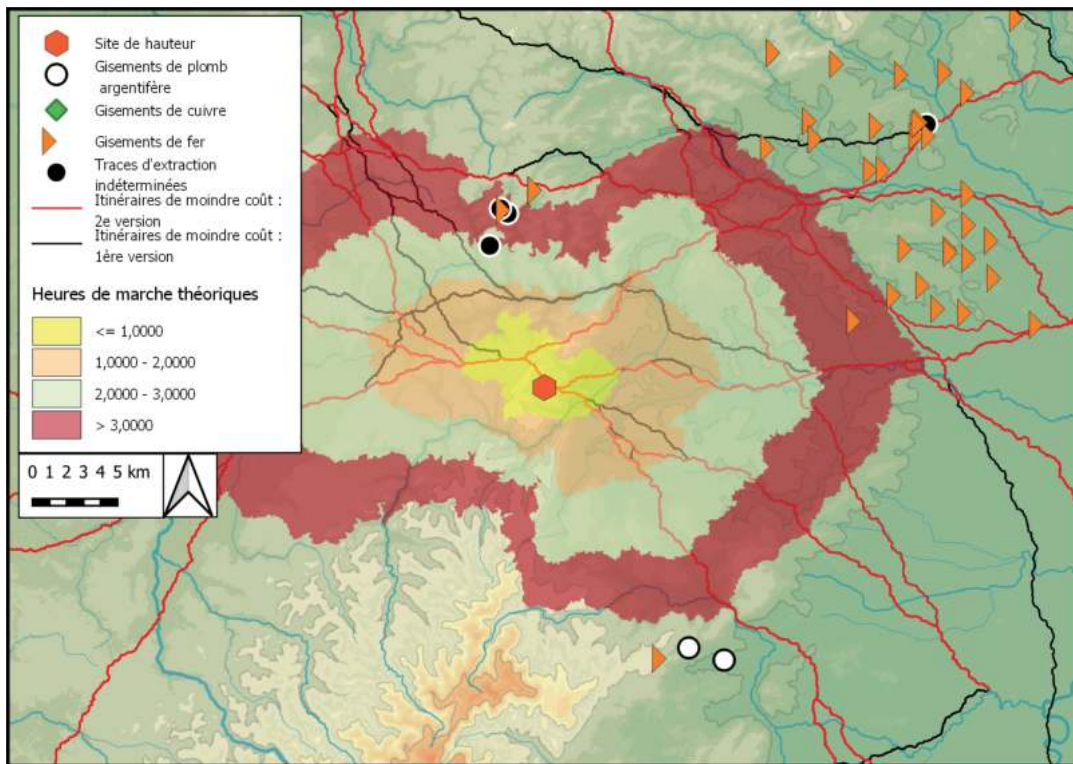 Site de hauteur
Gisements de plomb
argentifère
Gisements de cuivre
Gisements de fer
Traces d'extraction
indéterminées
Itinéraires de moindre coût :
2e version
Itinéraires de moindre coût :
1ère version
Heures de marche théoriques
<= 1,0000
1,0000 - 2,0000
2,0000 - 3,0000
> 3,0000
0 1 2 3 4 5 km